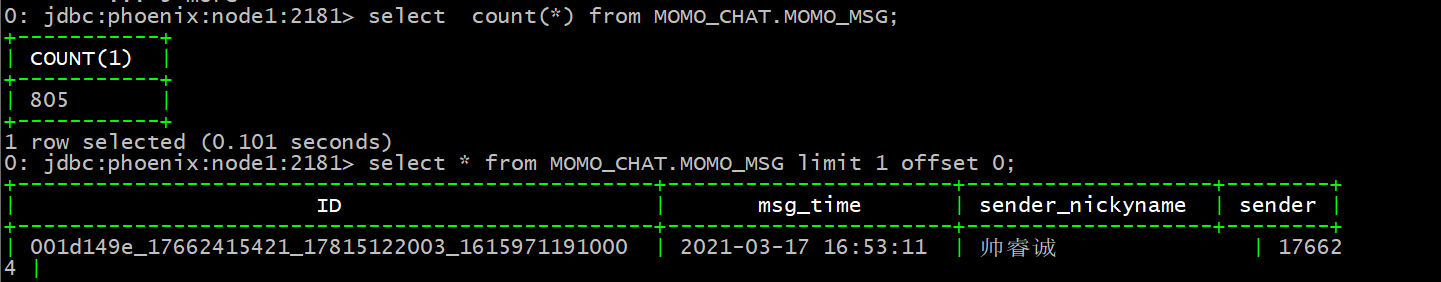 0: jdbc:phoenix:node1:2181> select  count(*) from MOMO_CHAT.MOMO_MSG;
+-----------+
| COUNT(1)  |
+-----------+
| 805       |
+-----------+
1 row selected (0.101 seconds)
0: jdbc:phoenix:node1:2181> select * from MOMO_CHAT.MOMO_MSG limit 1 offset 0;
+---------------------------------------------------+-----------------------+--------------------+---------+
|                        ID                         |       msg_time        | sender_nickyname  | sender |
+---------------------------------------------------+-----------------------+--------------------+---------+
| 001d149e_17662415421_17815122003_1615971191000  | 2021-03-17 16:53:11  | 帅睿诚                | 17662
4 |